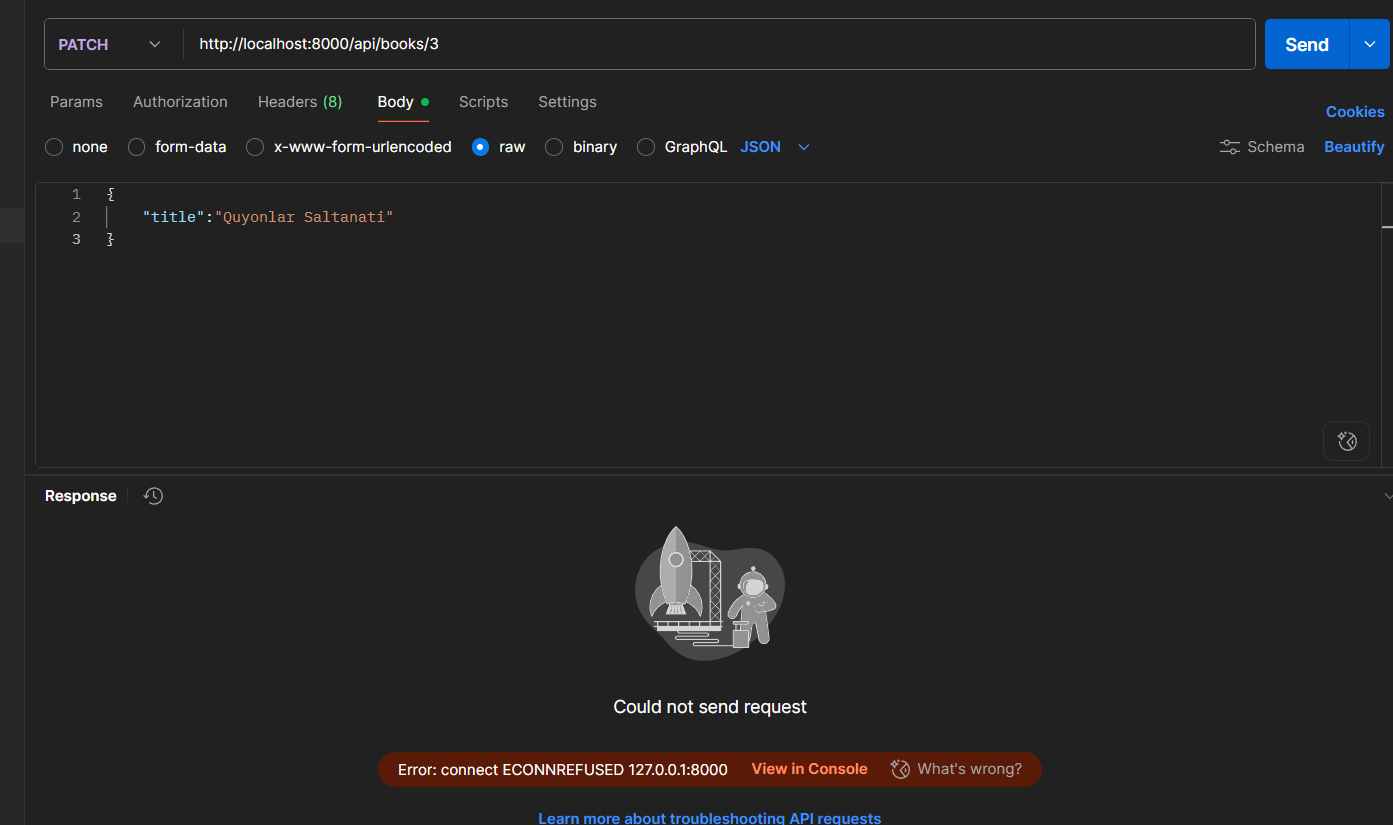 PATCH http://localhost:8000/api/books/3 Send
Params Authorization Headers (8) Body Scripts Settings Cookies
none form-data x-www-form-urlencoded raw binary GraphQL JSON Schema Beautify
1 {
2 "title":"Quyonlar Saltanati"
3 }
Response
Could not send request
Error: connect ECONNREFUSED 127.0.0.1:8000 View in Console What's wrong?
Learn more about troubleshooting API requests